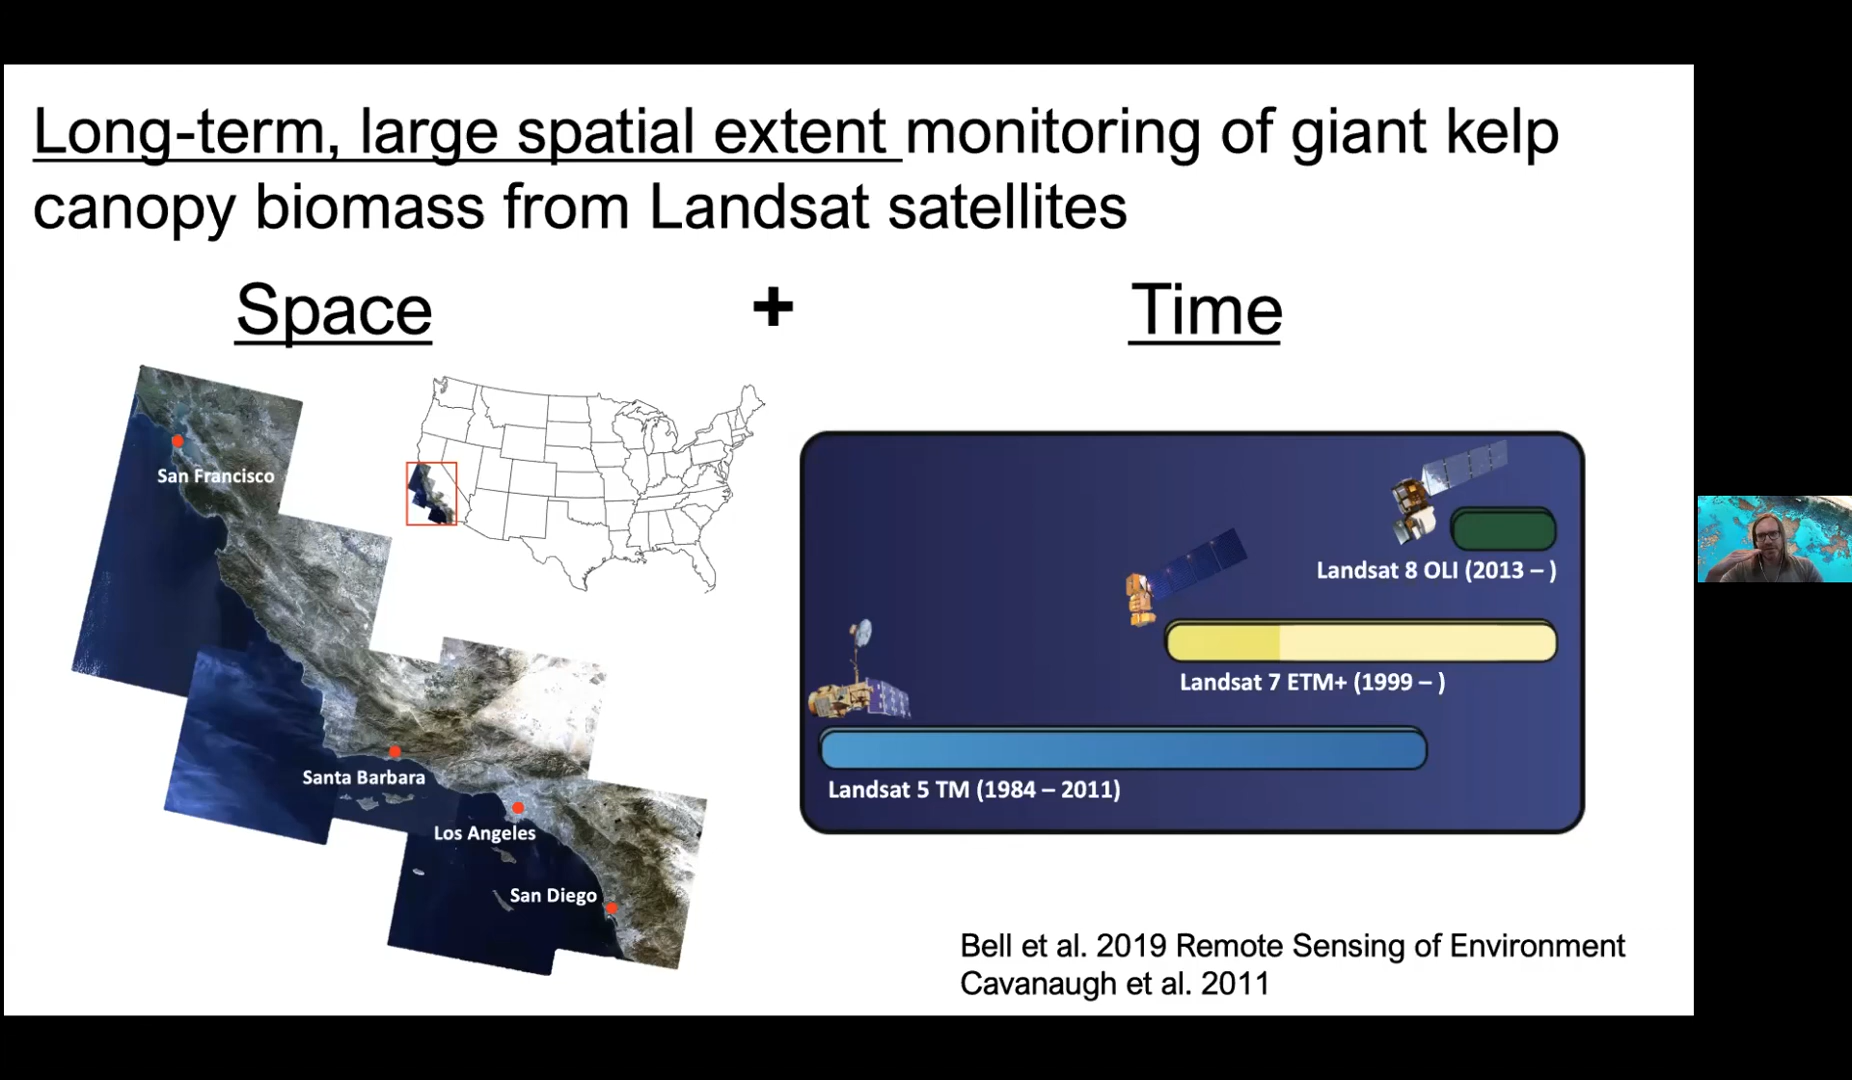 Long-term, large spatial extent monitoring of giant kelp
canopy biomass from Landsat satellites
Space
+
Time
San Francisco
Santa Barbara
Los Angeles
San Diego
Landsat 8 OLI (2013 – )
Landsat 7 ETM+ (1999 – )
Landsat 5 TM (1984 – 2011)
Bell et al. 2019 Remote Sensing of Environment
Cavanaugh et al. 2011